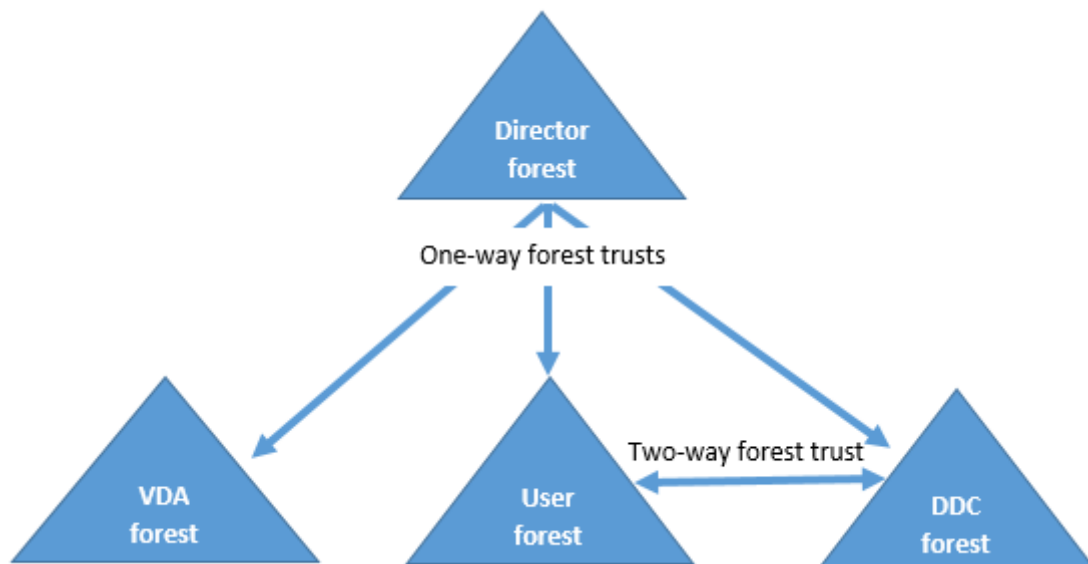 Director
forest
One-way forest trusts
Two-way forest trust
VDA
forest
User
forest
DDC
forest